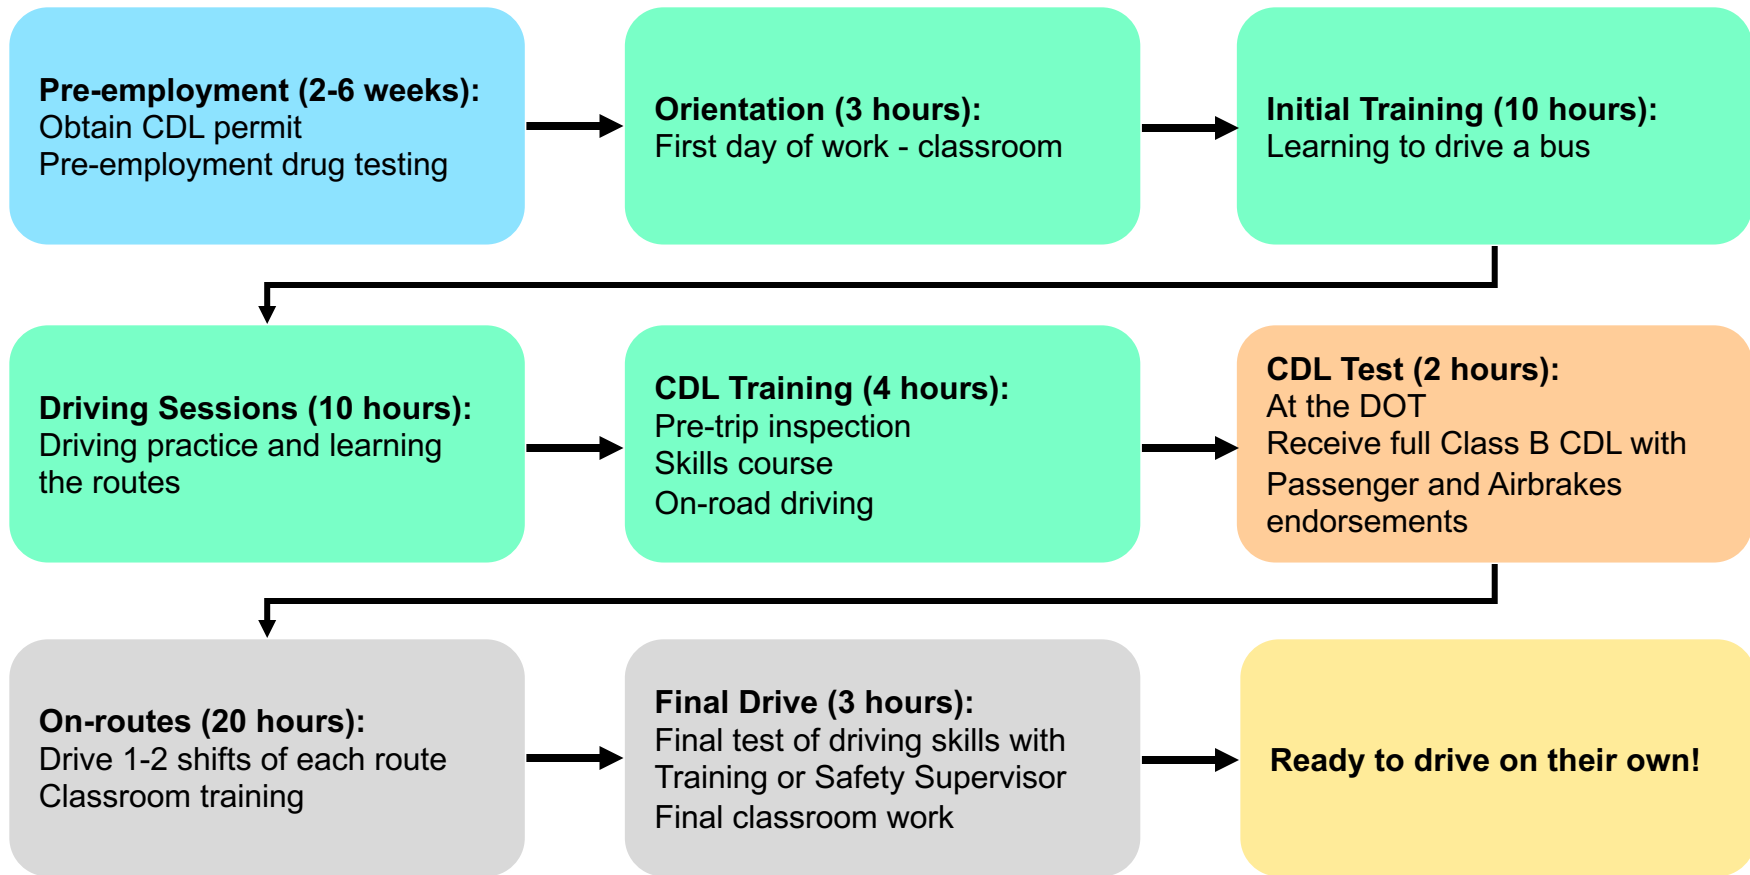 Pre-employment (2-6 weeks):
Obtain CDL permit
Pre-employment drug testing
Orientation (3 hours):
First day of work - classroom
Initial Training (10 hours):
Learning to drive a bus
Driving Sessions (10 hours):
Driving practice and learning
the routes
CDL Training (4 hours):
Pre-trip inspection
Skills course
On-road driving
CDL Test (2 hours):
At the DOT
Receive full Class B CDL with
Passenger and Airbrakes
endorsements
On-routes (20 hours):
Drive 1-2 shifts of each route
Classroom training
Final Drive (3 hours):
Final test of driving skills with
Training or Safety Supervisor
Final classroom work
Ready to drive on their own!